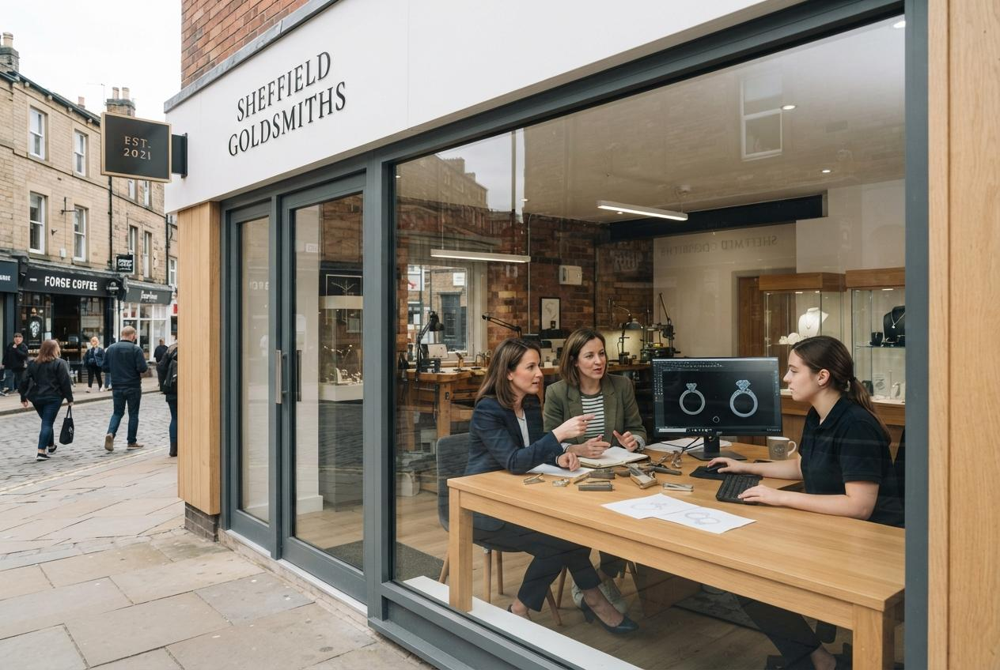 SHEFFIELD
GOLDSMITHS
EST.
2021
FORGE COFFEE